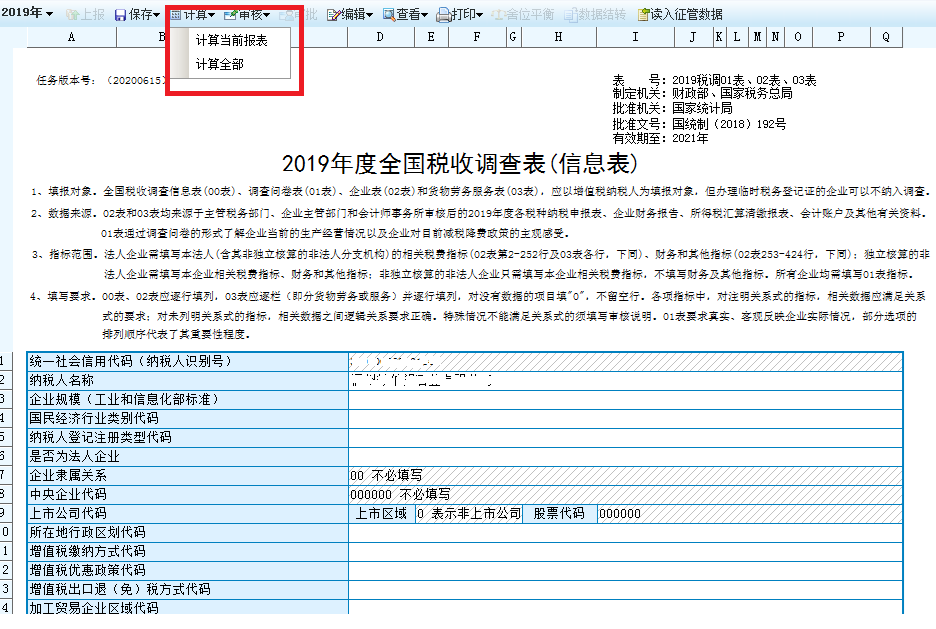 2019年 上报 保存 计算 审核 审批 编辑 查看 打印 舍位平衡 数据结转 读入征管数据
计算当前报表
计算全部
A B D E F G H I J K L M N O P Q
任务版本号：（20200615）
表 号：2019税调01表、02表、03表
制定机关：财政部、国家税务总局
批准机关：国家统计局
批准文号：国统制（2018）192号
有效期至：2021年
2019年度全国税收调查表(信息表)
1、填报对象。全国税收调查信息表(00表)、调查问卷表(01表)、企业表(02表)和货物劳务服务表(03表)，应以增值税纳税人为填报对象，但办理临时税务登记证的企业可以不纳入调查。
2、数据来源。02表和03表均来源于主管税务部门、企业主管部门和会计师事务所审核后的2019年度各税种纳税申报表、企业财务报告、所得税汇算清缴报表、会计账户及其他有关资料。
01表通过调查问卷的形式了解企业当前的生产经营情况以及企业对目前减税降费政策的主观感受。
3、指标范围。法人企业需填写本法人(含其非独立核算的非法人分支机构)的相关税费指标(02表第2-252行及03表各行，下同)、财务和其他指标(02表253-424行，下同)；独立核算的非
法人企业需填写本企业相关税费指标、财务和其他指标；非独立核算的非法人企业只需填写本企业相关税费指标，不填写财务及其他指标。所有企业均需填写01表指标。
4、填写要求。00表、02表应逐行填列，03表应逐栏（即分货物劳务或服务）并逐行填列，对没有数据的项目填"0"，不留空行。各项指标中，对注明关系式的指标，相关数据应满足关系
式的要求；对未列明关系式的指标，相关数据之间逻辑关系要求正确。特殊情况不能满足关系式的须填写审核说明。01表要求真实、客观反映企业实际情况，部分选项的
排列顺序代表了其重要性程度。
1 统一社会信用代码（纳税人识别号）
2 纳税人名称
3 企业规模（工业和信息化部标准）
4 国民经济行业类别代码
5 纳税人登记注册类型代码
6 是否为法人企业
7 企业隶属关系 00 不必填写
8 中央企业代码 000000 不必填写
9 上市公司代码 上市区域 0 表示非上市公司 股票代码 000000
0 所在地行政区划代码
1 增值税缴纳方式代码
2 增值税优惠政策代码
3 增值税出口退（免）税方式代码
4 加工贸易企业区域代码